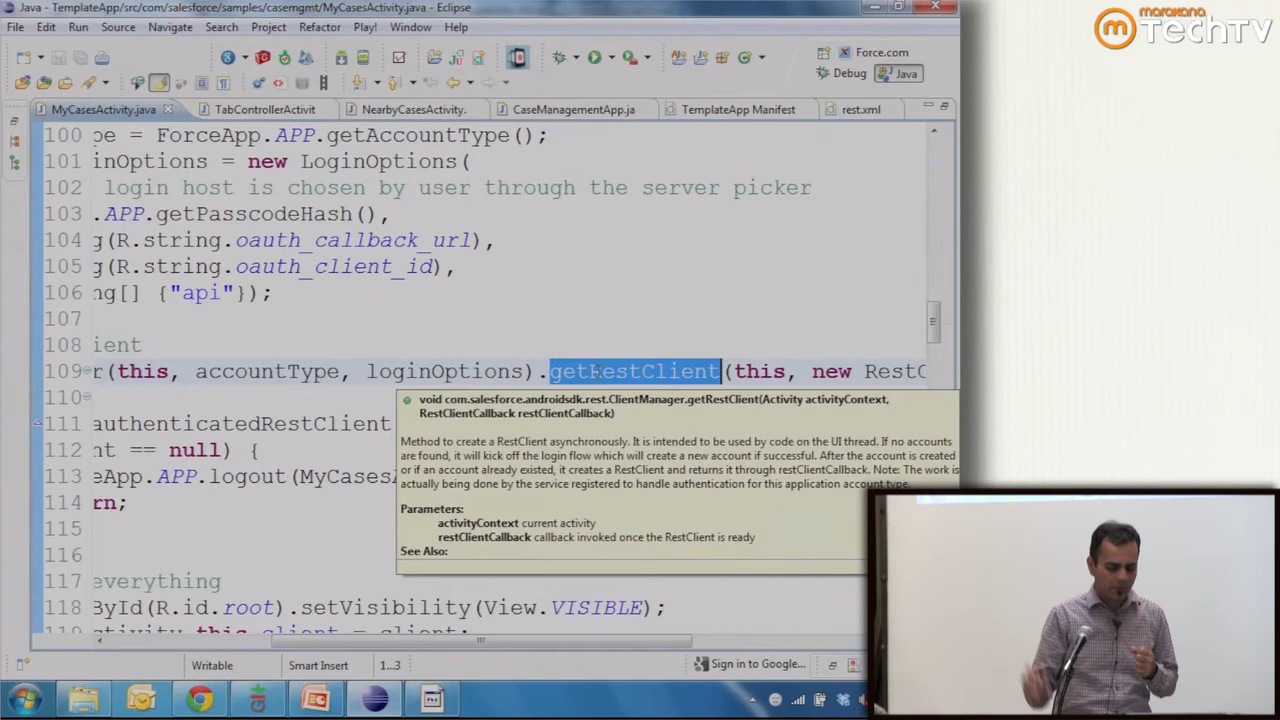 Java - TemplateApp/src/com/salesforce/samples/casemgmt/MyCasesActivity.java - Eclipse
maraκana
TechTV
File Edit Run Source Navigate Search Project Refactor Play! Window Help
Force.com
Debug Java
MyCasesActivity.java TabControllerActivit NearbyCasesActivity. CaseManagementApp.ja TemplateApp Manifest rest.xml
100 pe = ForceApp.APP.getAccountType();
101 inOptions = new LoginOptions(
102 login host is chosen by user through the server picker
103 .APP.getPasscodeHash(),
104 g(R.string.oauth_callback_url),
105 g(R.string.oauth_client_id),
106 ng[] {"api"});
107
108 ient
109 r(this, accountType, loginOptions).getRestClient(this, new RestC
110
111 authenticatedRestClient
112 nt == null) {
113 eApp.APP.logout(MyCasesA
114 rn;
115
116
117 everything
118 ById(R.id.root).setVisibility(View.VISIBLE);
119 ctivity.this.client = client;
void com.salesforce.androidsdk.rest.ClientManager.getRestClient(Activity activityContext,
RestClientCallback restClientCallback)
Method to create a RestClient asynchronously. It is intended to be used by code on the UI thread. If no accounts
are found, it will kick off the login flow which will create a new account if successful. After the account is created
or if an account already existed, it creates a RestClient and returns it through restClientCallback. Note: The work is
actually being done by the service registered to handle authentication for this application account type.
Parameters:
activityContext current activity
restClientCallback callback invoked once the RestClient is ready
See Also:
Writable Smart Insert 1...3 Sign in to Google...